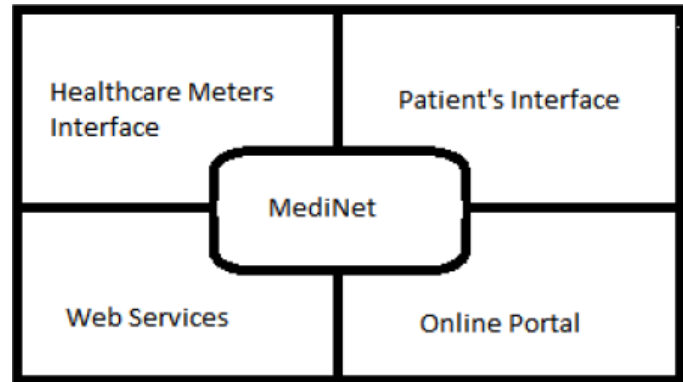 Healthcare Meters
Interface
Patient's Interface
MediNet
Web Services
Online Portal